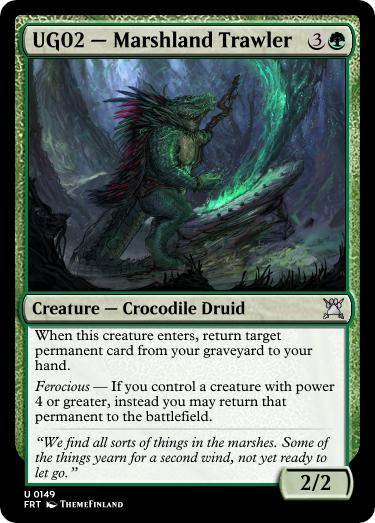 UG02 — Marshland Trawler 3
Creature — Crocodile Druid
When this creature enters, return target
permanent card from your graveyard to your
hand.
Ferocious — If you control a creature with power
4 or greater, instead you may return that
permanent to the battlefield.
“We find all sorts of things in the marshes. Some of
the things yearn for a second wind, not yet ready to
let go.”
2/2
U 0149
FRT ThemeFinland